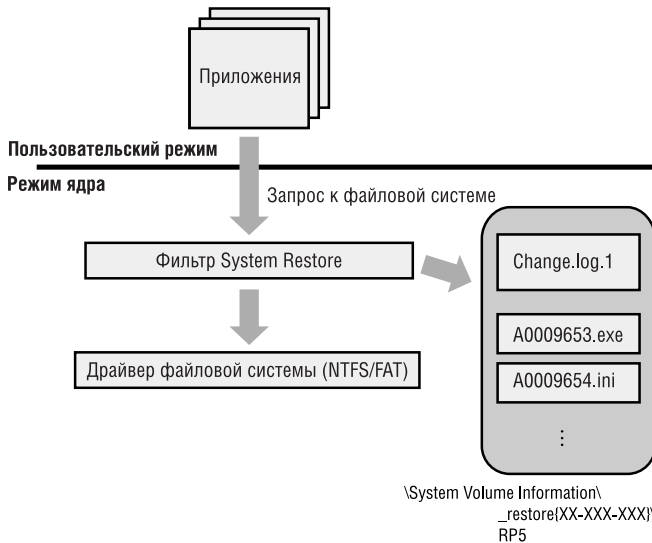 Приложения
Пользовательский режим
Режим ядра
Запрос к файловой системе
Фильтр System Restore
Change.log.1
A0009653.exe
Драйвер файловой системы (NTFS/FAT)
A0009654.ini
⋮
\System Volume Information\
_restore{XX-XXX-XXX}\
RP5